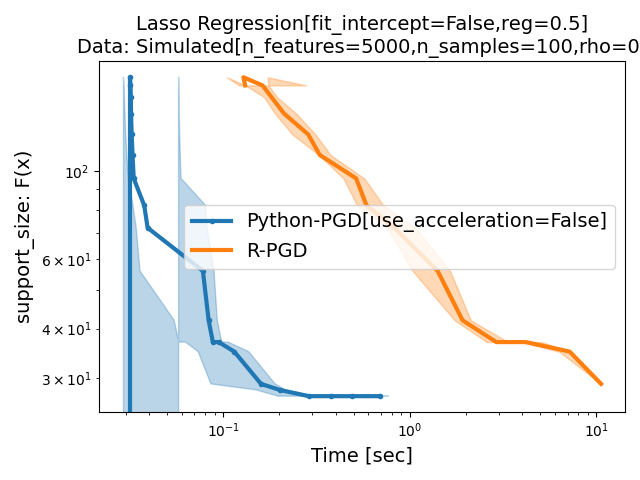 Lasso Regression[fit_intercept=False,reg=0.5]
Data: Simulated[n_features=5000,n_samples=100,rho=0
support_size: F(x)
10²
6 × 10¹
4 × 10¹
3 × 10¹
Python-PGD[use_acceleration=False]
R-PGD
10⁻¹ 10⁰ 10¹
Time [sec]